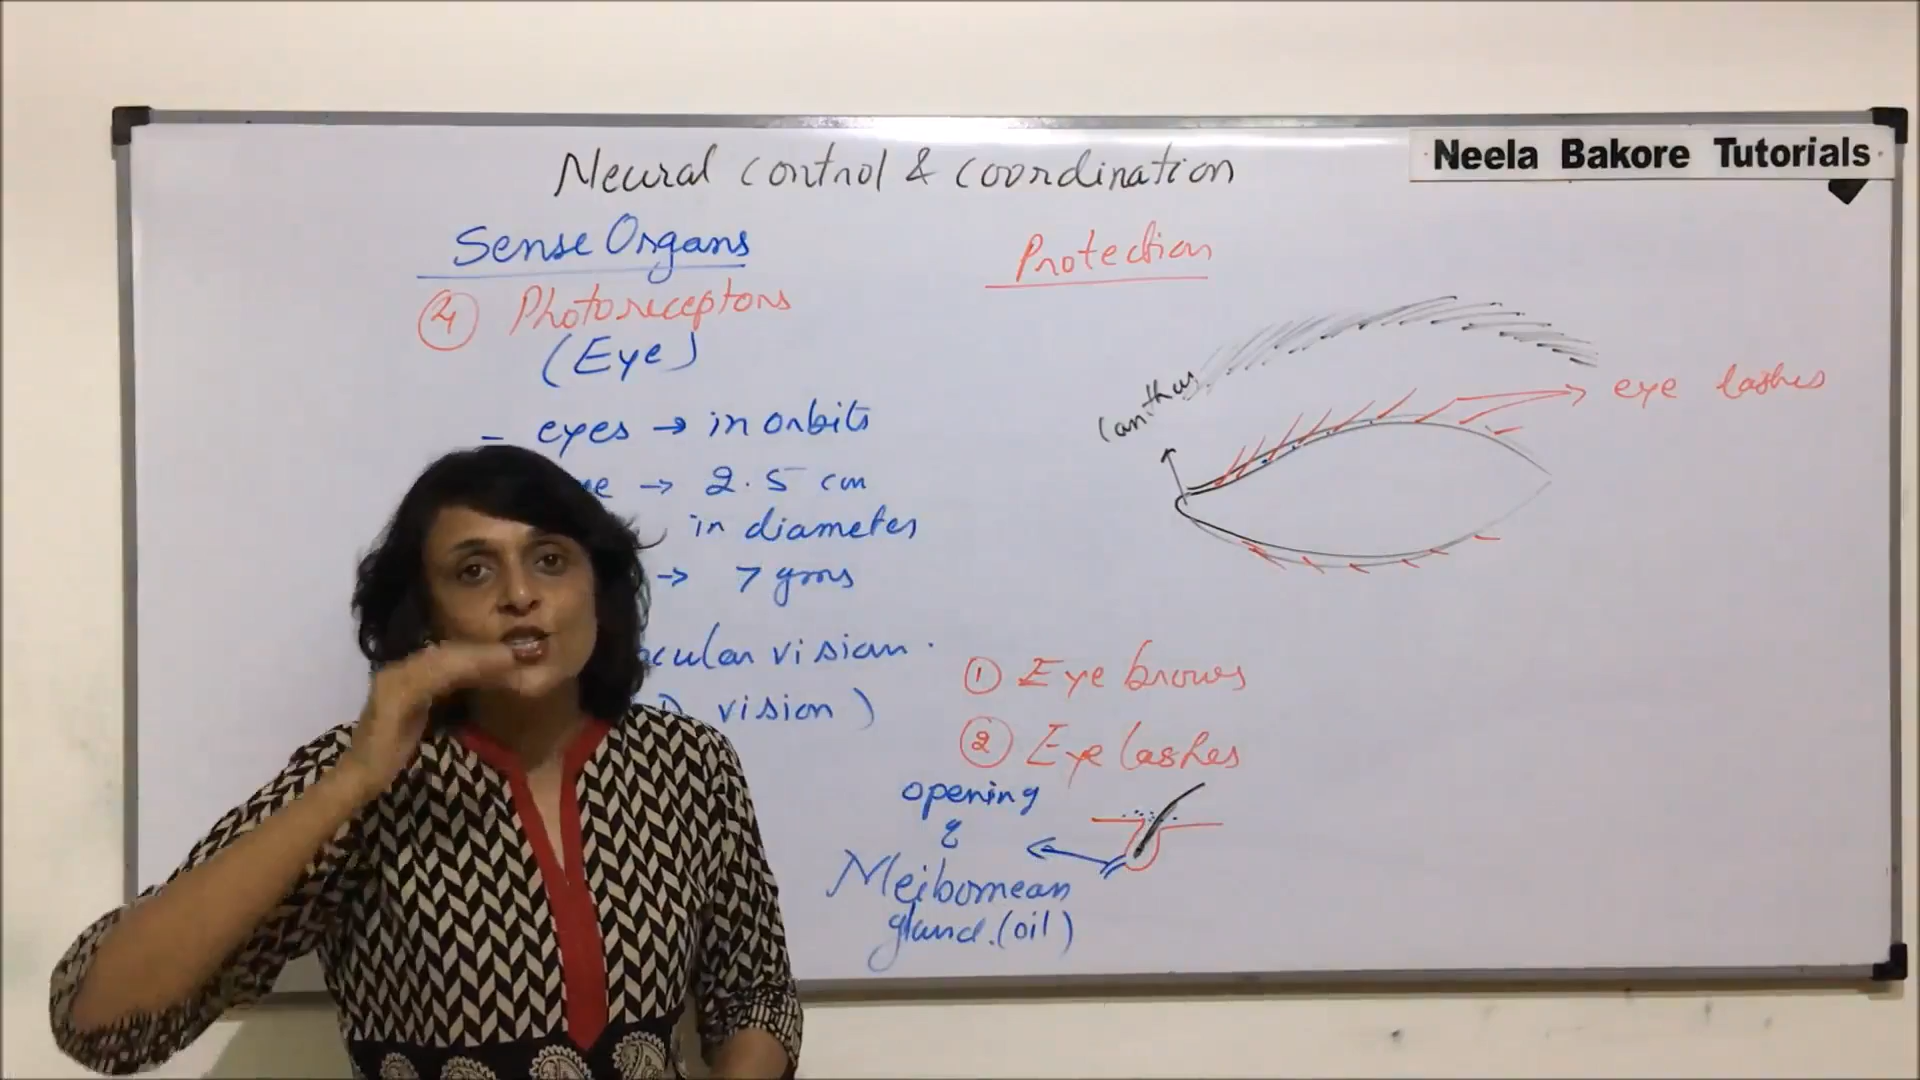 Neela Bakore Tutorials
Neural control & coordination
Sense Organs
④ Photoreceptors
(Eye)
- eyes → in orbits
→ 2.5 cm
in diameter
→ 7 gms
vision.
vision)
Protection
Canthus
eye lashes
① Eye brows
② Eye lashes
opening
Meibomean
gland. (oil)